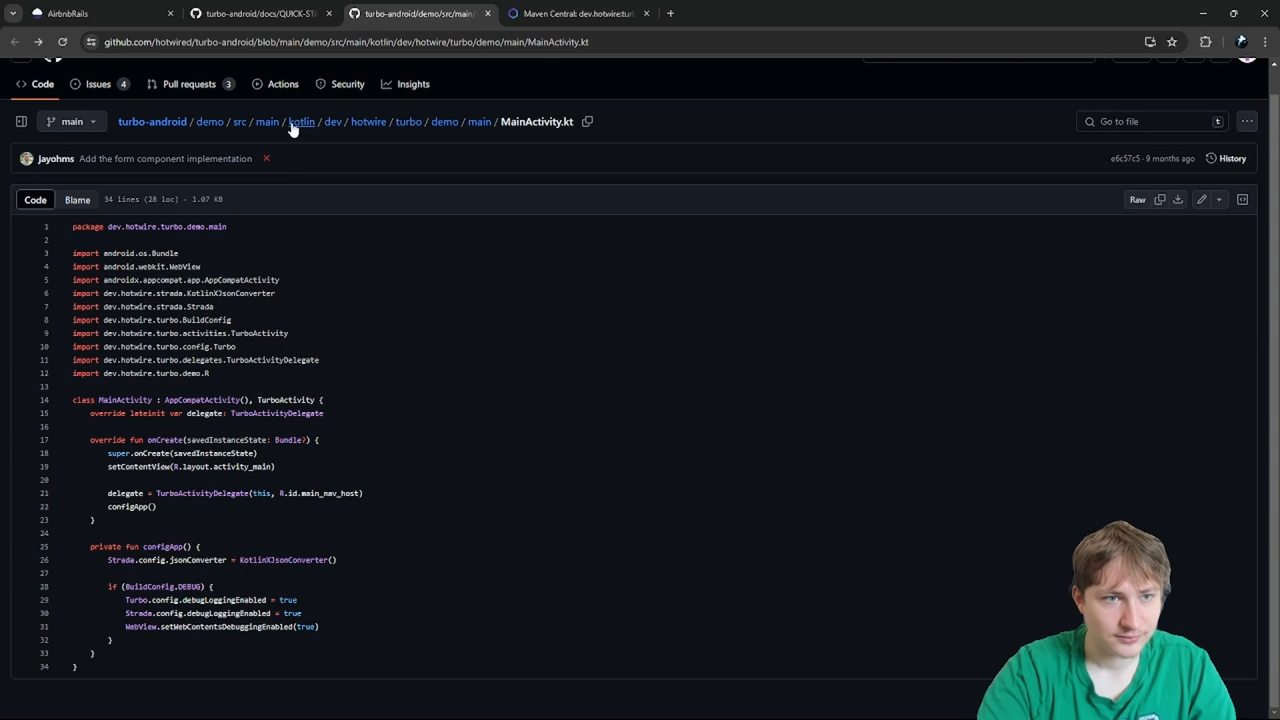 AirbnbRails
turbo-android/docs/QUICK-STA
turbo-android/demo/src/main/
Maven Central: dev.hotwire:turb
github.com/hotwired/turbo-android/blob/main/demo/src/main/kotlin/dev/hotwire/turbo/demo/main/MainActivity.kt
Code Issues 4 Pull requests 3 Actions Security Insights
main turbo-android / demo / src / main / kotlin / dev / hotwire / turbo / demo / main / MainActivity.kt Go to file t
Jayohms Add the form component implementation e6c57c5 · 9 months ago History
Code Blame 34 lines (28 loc) · 1.07 KB Raw
1 package dev.hotwire.turbo.demo.main
2
3 import android.os.Bundle
4 import android.webkit.WebView
5 import androidx.appcompat.app.AppCompatActivity
6 import dev.hotwire.strada.KotlinXJsonConverter
7 import dev.hotwire.strada.Strada
8 import dev.hotwire.turbo.BuildConfig
9 import dev.hotwire.turbo.activities.TurboActivity
10 import dev.hotwire.turbo.config.Turbo
11 import dev.hotwire.turbo.delegates.TurboActivityDelegate
12 import dev.hotwire.turbo.demo.R
13
14 class MainActivity : AppCompatActivity(), TurboActivity {
15 override lateinit var delegate: TurboActivityDelegate
16
17 override fun onCreate(savedInstanceState: Bundle?) {
18 super.onCreate(savedInstanceState)
19 setContentView(R.layout.activity_main)
20
21 delegate = TurboActivityDelegate(this, R.id.main_nav_host)
22 configApp()
23 }
24
25 private fun configApp() {
26 Strada.config.jsonConverter = KotlinXJsonConverter()
27
28 if (BuildConfig.DEBUG) {
29 Turbo.config.debugLoggingEnabled = true
30 Strada.config.debugLoggingEnabled = true
31 WebView.setWebContentsDebuggingEnabled(true)
32 }
33 }
34 }